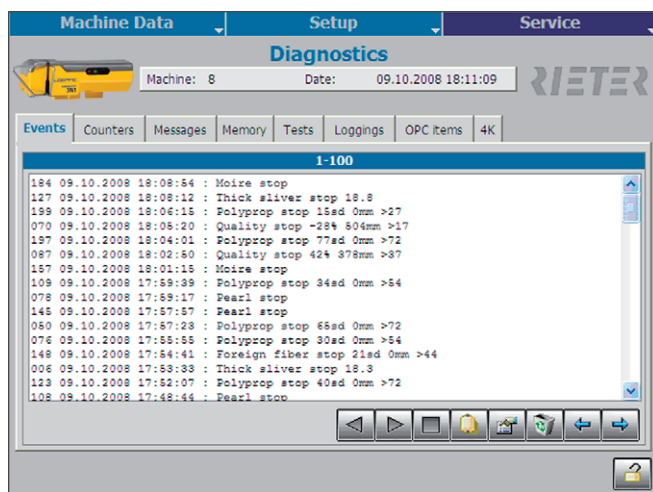 Machine Data Setup Service
Diagnostics
Machine: 8 Date: 09.10.2008 18:11:09
RIETER
Events Counters Messages Memory Tests Loggings OPC items 4K
1-100
184 09.10.2008 18:08:54 : Moire stop
127 09.10.2008 18:08:12 : Thick sliver stop 18.8
199 09.10.2008 18:06:15 : Polyprop stop 15sd 0mm >27
070 09.10.2008 18:05:20 : Quality stop -28% 504mm >17
197 09.10.2008 18:04:01 : Polyprop stop 77sd 0mm >72
087 09.10.2008 18:02:50 : Quality stop 42% 378mm >37
157 09.10.2008 18:01:15 : Moire stop
109 09.10.2008 17:59:39 : Polyprop stop 34sd 0mm >54
078 09.10.2008 17:59:17 : Pearl stop
145 09.10.2008 17:57:57 : Pearl stop
050 09.10.2008 17:57:23 : Polyprop stop 65sd 0mm >72
076 09.10.2008 17:55:55 : Polyprop stop 30sd 0mm >54
148 09.10.2008 17:54:41 : Foreign fiber stop 21sd 0mm >44
006 09.10.2008 17:53:33 : Thick sliver stop 18.3
123 09.10.2008 17:52:07 : Polyprop stop 40sd 0mm >72
108 09.10.2008 17:48:44 : Pearl stop